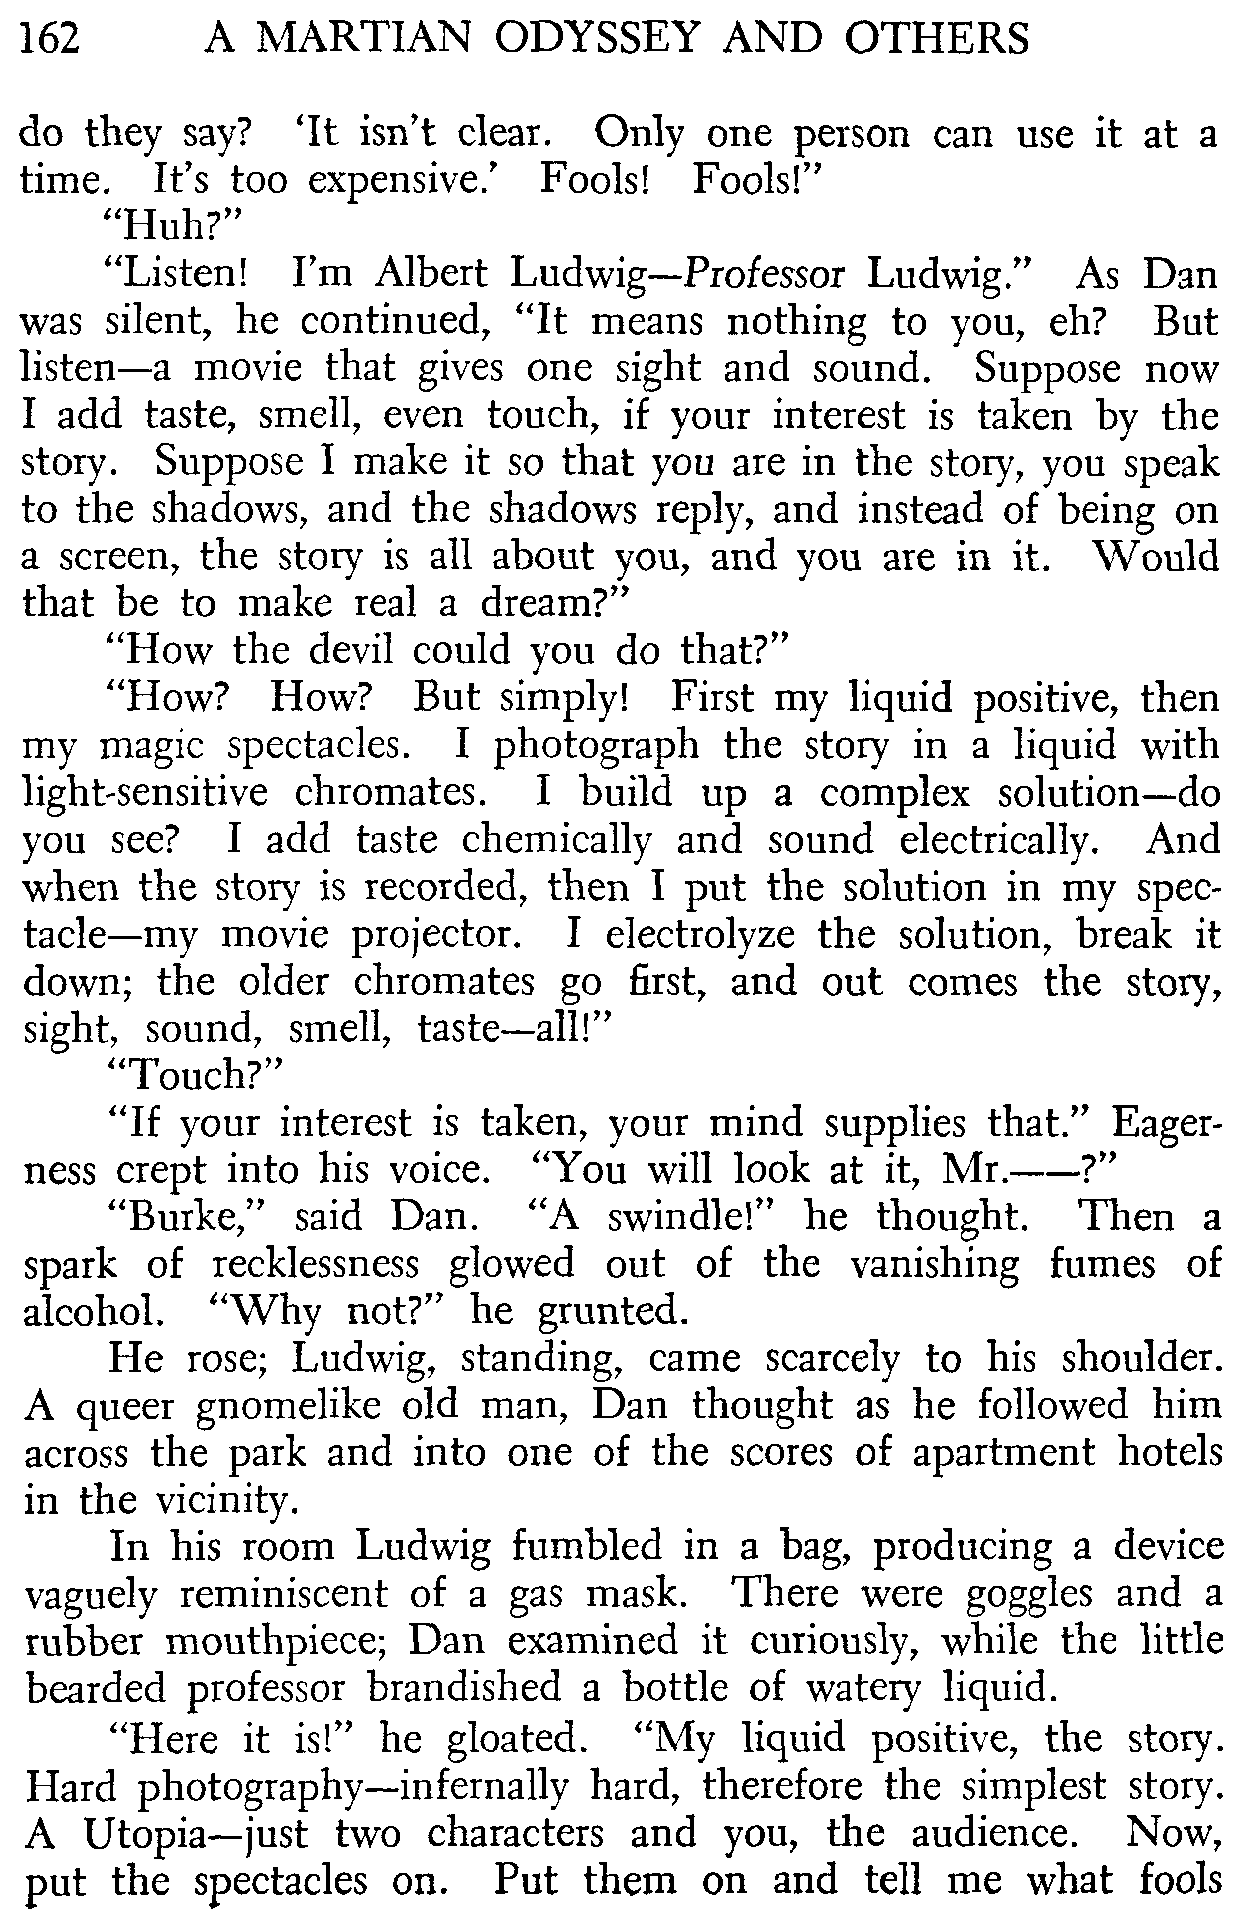 162 A MARTIAN ODYSSEY AND OTHERS
do they say? ‘It isn’t clear. Only one person can use it at a
time. It’s too expensive.’ Fools! Fools!”
“Huh?”
“Listen! I’m Albert Ludwig—Professor Ludwig.” As Dan
was silent, he continued, “It means nothing to you, eh? But
listen—a movie that gives one sight and sound. Suppose now
I add taste, smell, even touch, if your interest is taken by the
story. Suppose I make it so that you are in the story, you speak
to the shadows, and the shadows reply, and instead of being on
a screen, the story is all about you, and you are in it. Would
that be to make real a dream?”
“How the devil could you do that?”
“How? How? But simply! First my liquid positive, then
my magic spectacles. I photograph the story in a liquid with
light-sensitive chromates. I build up a complex solution—do
you see? I add taste chemically and sound electrically. And
when the story is recorded, then I put the solution in my spec-
tacle—my movie projector. I electrolyze the solution, break it
down; the older chromates go first, and out comes the story,
sight, sound, smell, taste—all!”
“Touch?”
“If your interest is taken, your mind supplies that.” Eager-
ness crept into his voice. “You will look at it, Mr.——?”
“Burke,” said Dan. “A swindle!” he thought. Then a
spark of recklessness glowed out of the vanishing fumes of
alcohol. “Why not?” he grunted.
He rose; Ludwig, standing, came scarcely to his shoulder.
A queer gnomelike old man, Dan thought as he followed him
across the park and into one of the scores of apartment hotels
in the vicinity.
In his room Ludwig fumbled in a bag, producing a device
vaguely reminiscent of a gas mask. There were goggles and a
rubber mouthpiece; Dan examined it curiously, while the little
bearded professor brandished a bottle of watery liquid.
“Here it is!” he gloated. “My liquid positive, the story.
Hard photography—infernally hard, therefore the simplest story.
A Utopia—just two characters and you, the audience. Now,
put the spectacles on. Put them on and tell me what fools